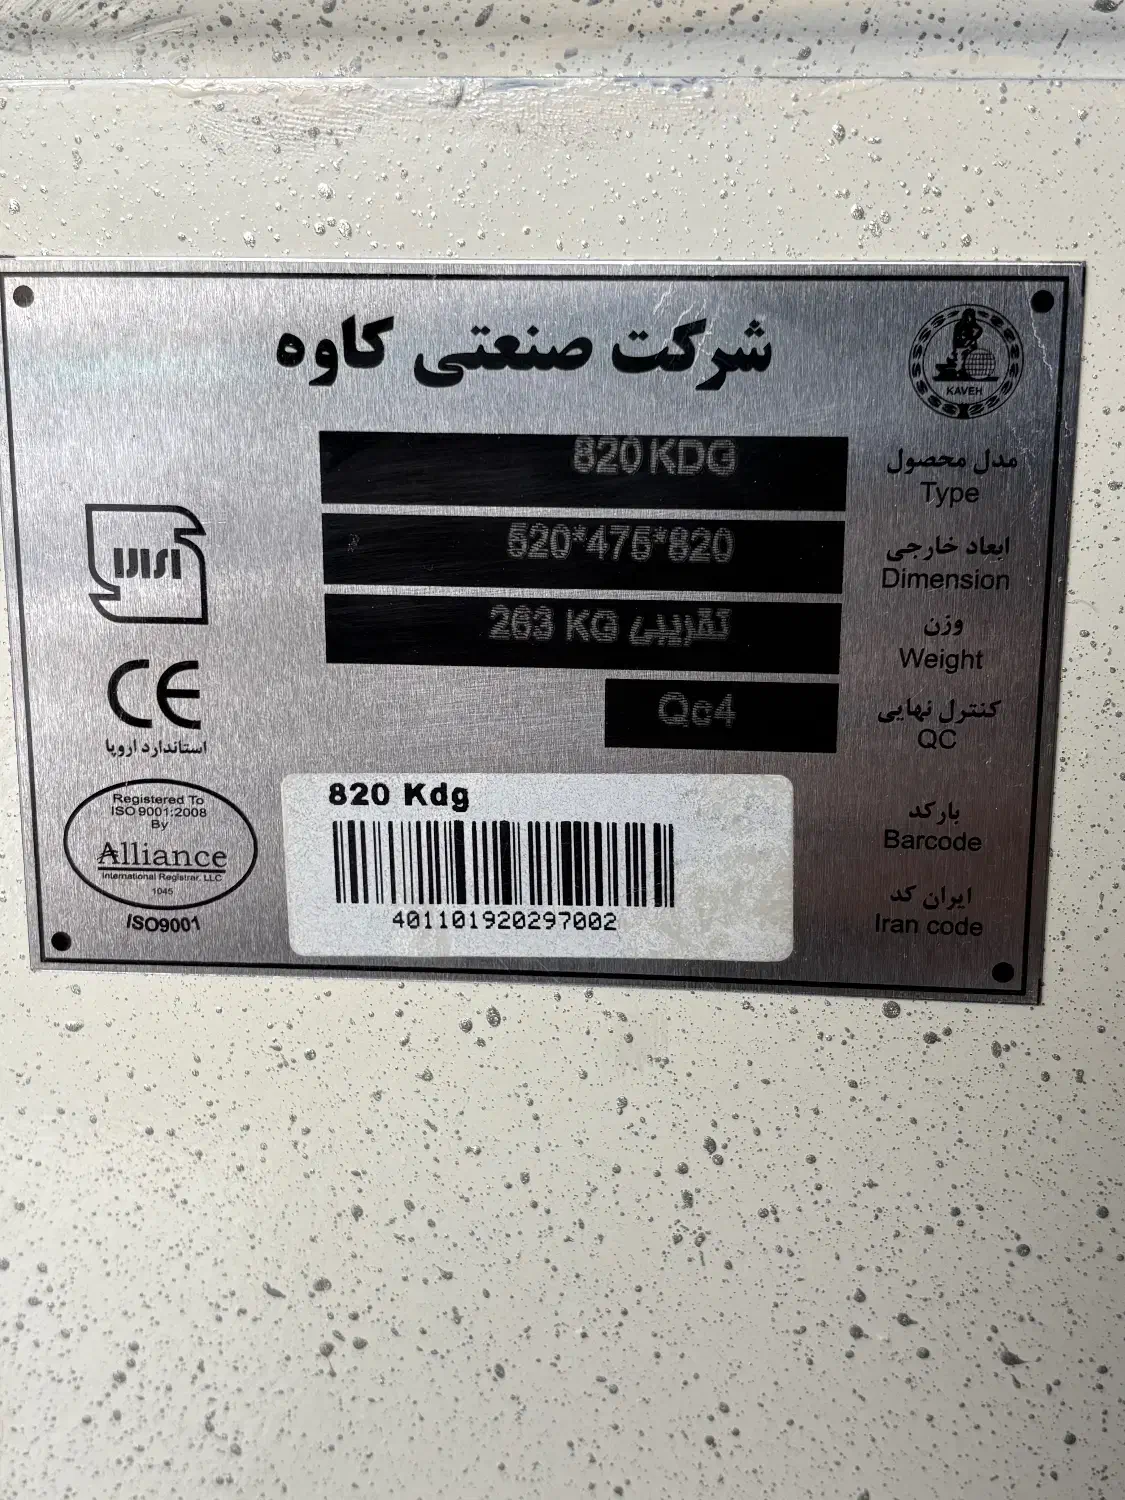 شرکت صنعتی کاوه
KAVEH
820 KDG
مدل محصول
Type
520*475*820
ابعاد خارجی
Dimension
263 KG تقریبی
وزن
Weight
Qc4
کنترل نهایی
QC
CE
استاندارد اروپا
Registered To
ISO 9001:2008
By
Alliance
International Registrar, LLC
1045
ISO9001
820 Kdg
401101920297002
بارکد
Barcode
ایران کد
Iran code